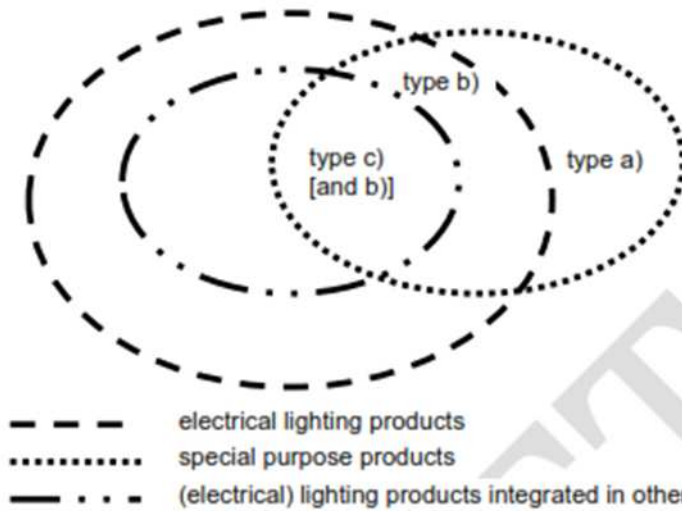 type b)
type c)
type a)
[and b)]
electrical lighting products
special purpose products
(electrical) lighting products integrated in other